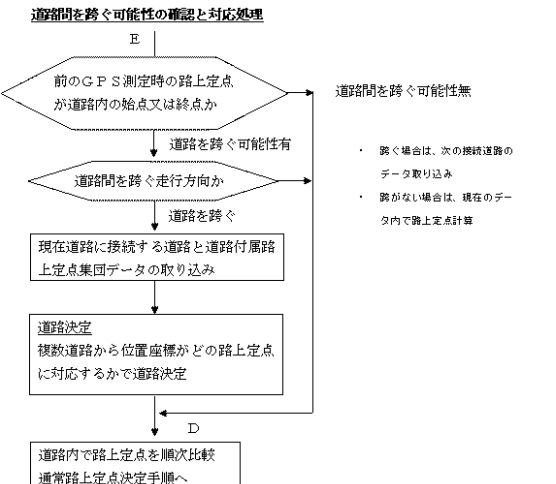 道路間を跨ぐ可能性の確認と対応処理
E
前のGPS測定時の路上定点
が道路内の始点又は終点か
道路間を跨ぐ可能性無
道路を跨ぐ可能性有
・ 跨ぐ場合は、次の接続道路の
データ取り込み
・ 跨がない場合は、現在のデー
タ内で路上定点計算
道路間を跨ぐ走行方向か
道路を跨ぐ
現在道路に接続する道路と道路付属路
上定点集団データの取り込み
道路決定
複数道路から位置座標がどの路上定点
に対応するかで道路決定
D
道路内で路上定点を順次比較
通常路上定点決定手順へ